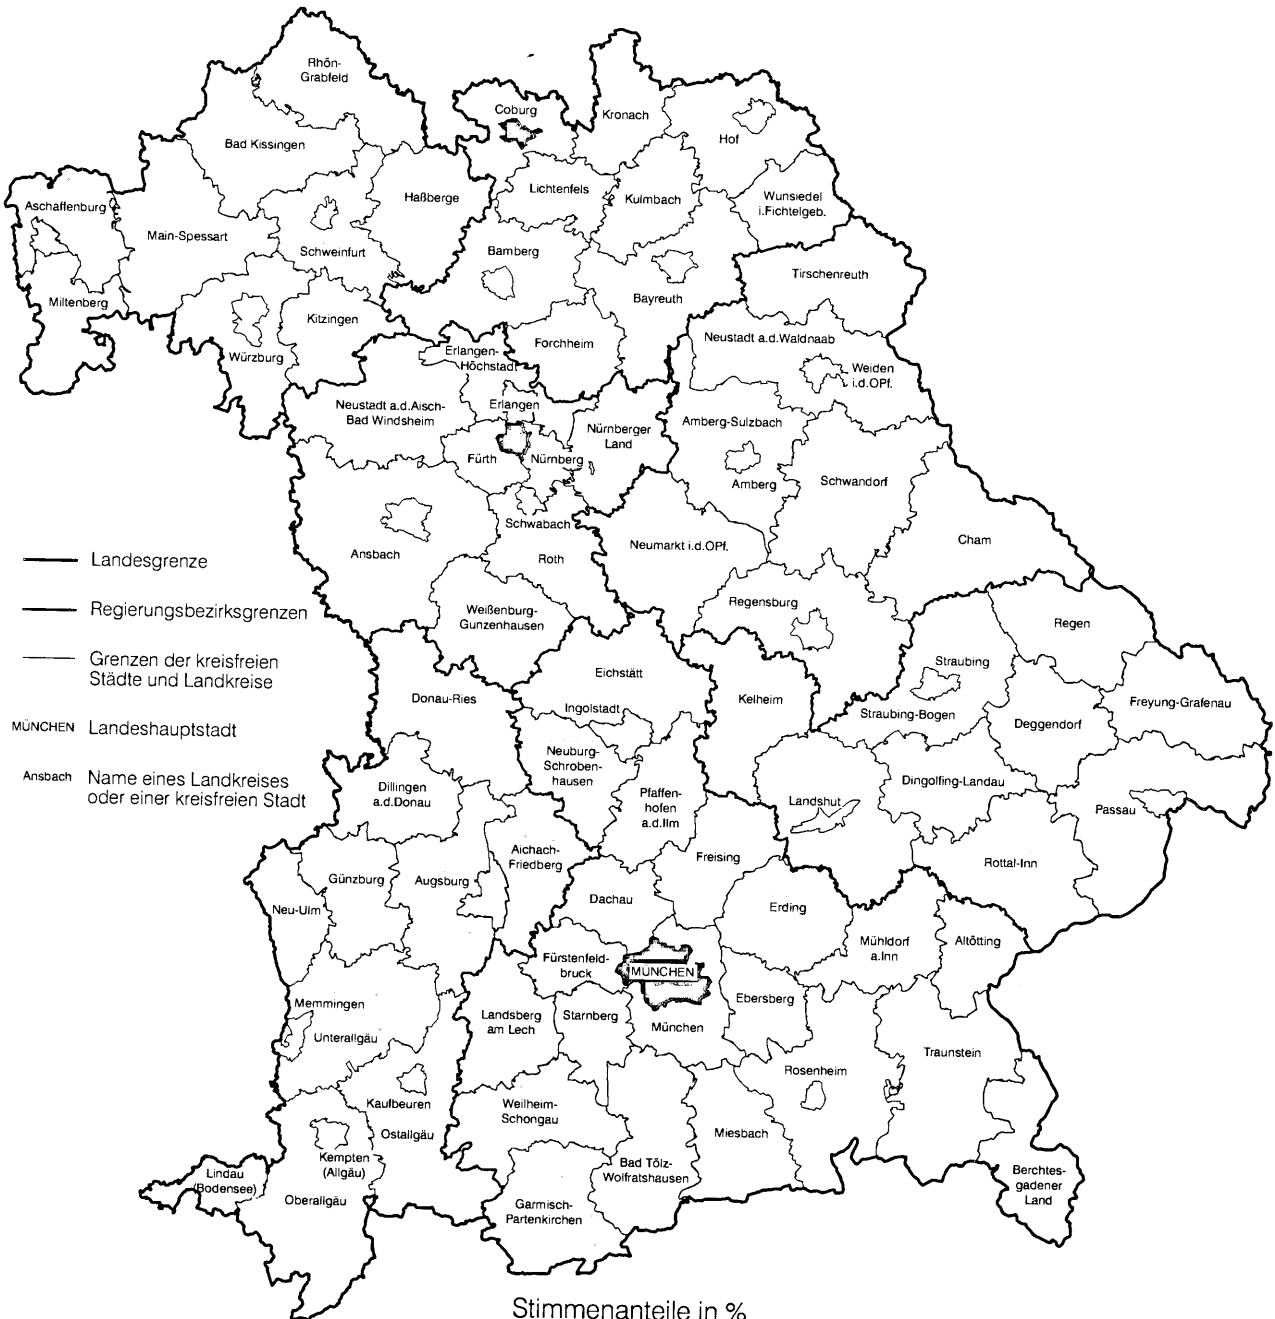 Rhön-
Grabfeld
Coburg
Kronach
Hof
Bad Kissingen
Lichtenfels
Kulmbach
Wunsiedel
i.Fichtelgeb.
Haßberge
Aschaffenburg
Main-Spessart
Schweinfurt
Bamberg
Bayreuth
Tirschenreuth
Miltenberg
Kitzingen
Würzburg
Forchheim
Erlangen-
Höchstadt
Neustadt a.d.Waldnaab
Weiden
i.d.OPf.
Neustadt a.d.Aisch-
Bad Windsheim
Erlangen
Nürnberger
Land
Amberg-Sulzbach
Fürth
Nürnberg
Amberg
Schwandorf
Schwabach
Ansbach
Roth
Neumarkt i.d.OPf.
Cham
Landesgrenze
Regierungsbezirksgrenzen
Grenzen der kreisfreien
Städte und Landkreise
MÜNCHEN Landeshauptstadt
Ansbach Name eines Landkreises
oder einer kreisfreien Stadt
Weißenburg-
Gunzenhausen
Regensburg
Regen
Straubing
Eichstätt
Donau-Ries
Ingolstadt
Kelheim
Straubing-Bogen
Deggendorf
Freyung-Grafenau
Neuburg-
Schroben-
hausen
Dillingen
a.d.Donau
Pfaffen-
hofen
a.d.Ilm
Landshut
Dingolfing-Landau
Passau
Aichach-
Friedberg
Freising
Rottal-Inn
Günzburg
Augsburg
Neu-Ulm
Dachau
Erding
Mühldorf
a.Inn
Altötting
Fürstenfeld-
bruck
MÜNCHEN
Memmingen
Unterallgäu
Landsberg
am Lech
Starnberg
München
Ebersberg
Traunstein
Rosenheim
Kaufbeuren
Ostallgäu
Weilheim-
Schongau
Miesbach
Kempten
(Allgäu)
Lindau
(Bodensee)
Oberallgäu
Bad Tölz-
Wolfratshausen
Garmisch-
Partenkirchen
Berchtes-
gadener
Land
Stimmenanteile in %